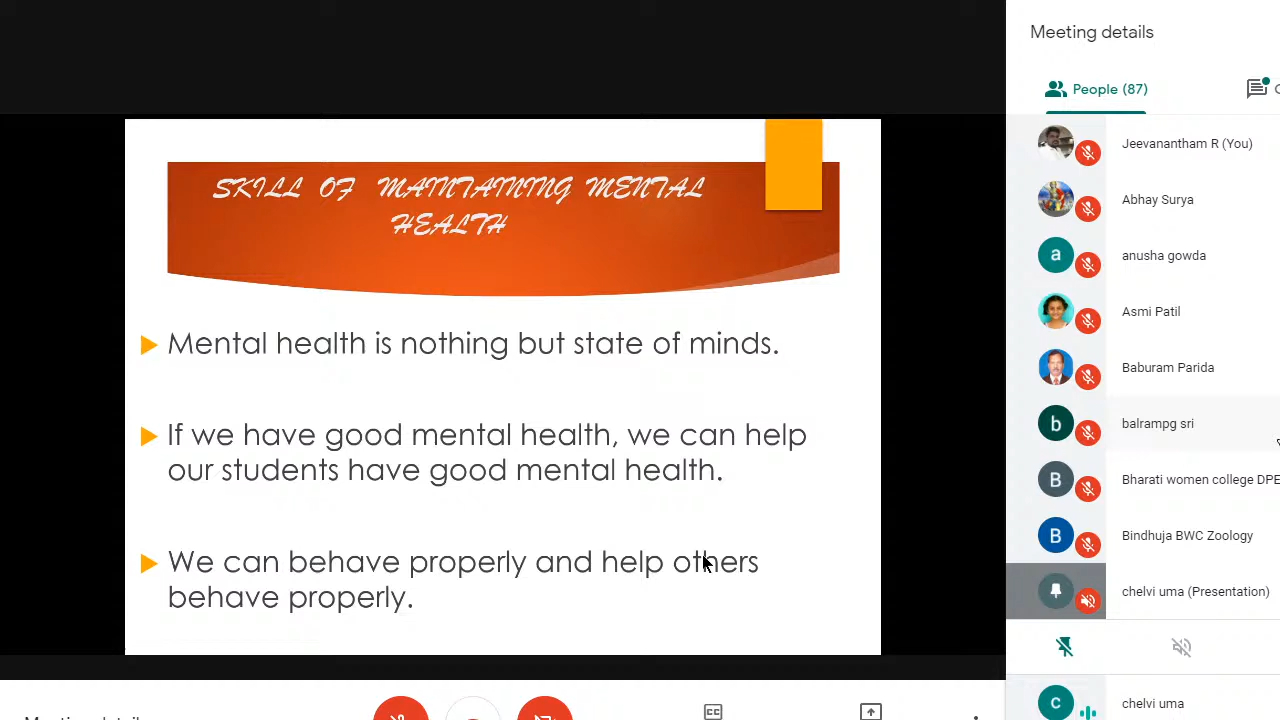 Meeting details
People (87)
SKILL OF MAINTAINING MENTAL
HEALTH
Mental health is nothing but state of minds.
If we have good mental health, we can help
our students have good mental health.
We can behave properly and help others
behave properly.
Jeevanantham R (You)
Abhay Surya
a
anusha gowda
Asmi Patil
Baburam Parida
b
balrampg sri
B
Bharati women college DPE
B
Bindhuja BWC Zoology
chelvi uma (Presentation)
c
chelvi uma
CC